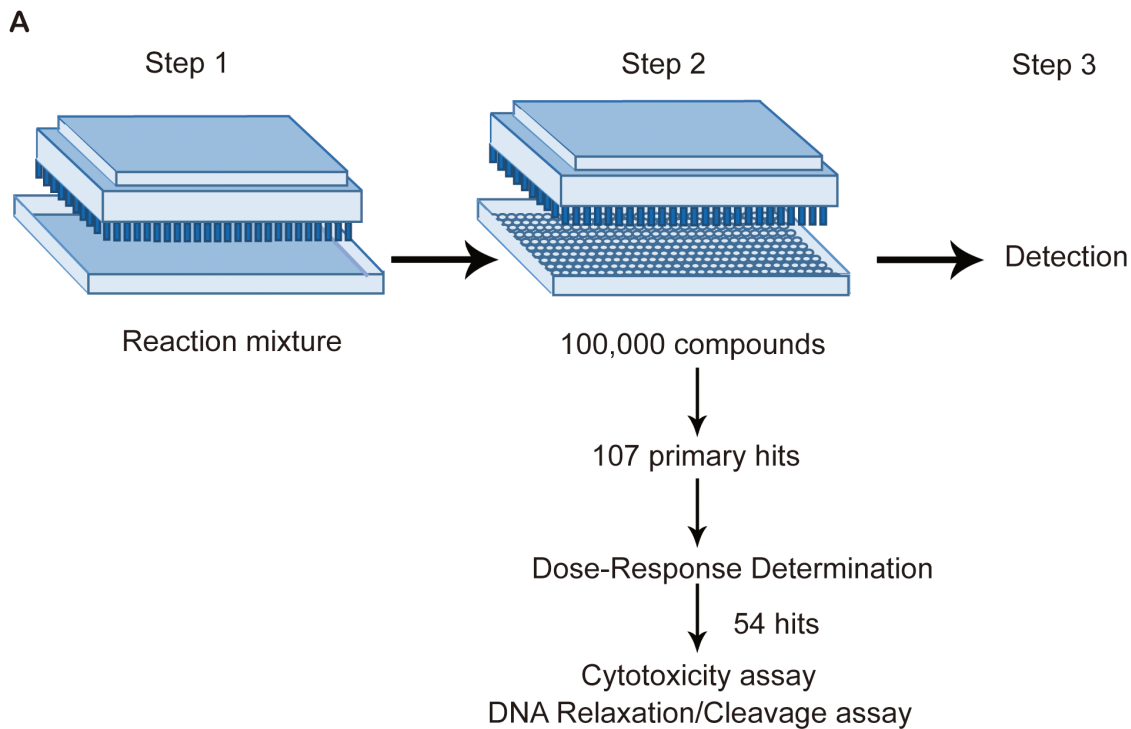 A
Step 1
Step 2
Step 3
Detection
Reaction mixture
100,000 compounds
107 primary hits
Dose-Response Determination
54 hits
Cytotoxicity assay
DNA Relaxation/Cleavage assay